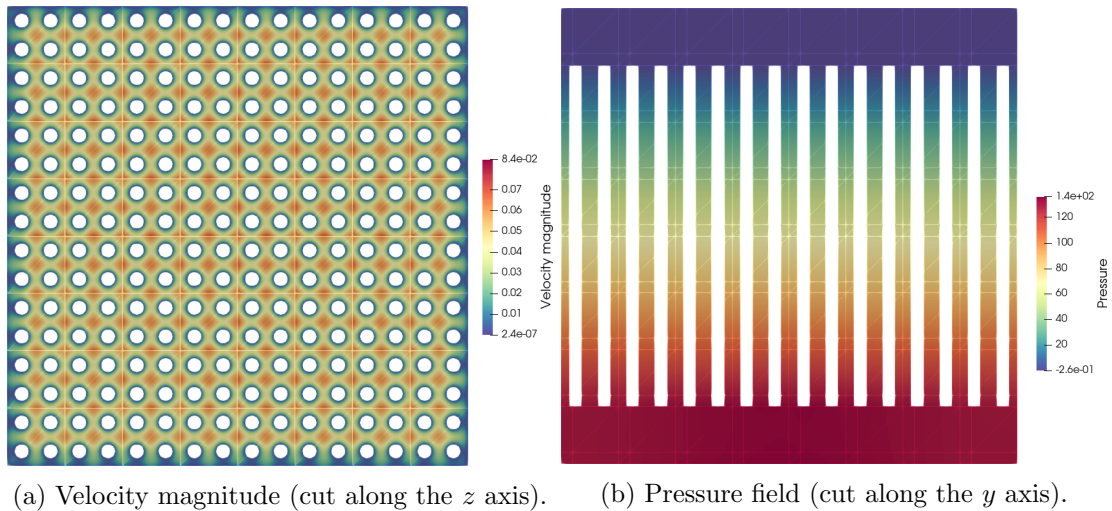 8.4e-02
0.07
0.06
0.04
0.03
0.02
0.01
2.4e-07
Velocity magnitude
1.4e+02
120
100
80
60
40
20
-2.6e-01
Pressure
(a) Velocity magnitude (cut along the z axis).
(b) Pressure field (cut along the y axis).